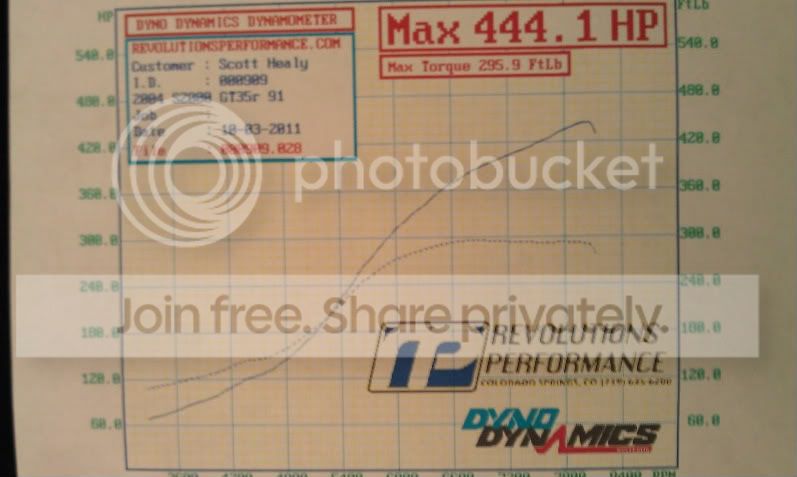 HP
DYNO DYNAMICS DYNAMOMETER
REVOLUTIONSPERFORMANCE.COM
Customer : Scott Healy
I.D. : 000909
2004 S2000 GT35r 91
Job :
Date : 10-03-2011
File : 000909.028
Max 444.1 HP
Max Torque 295.9 FtLb
FtLb
540.0
480.0
420.0
360.0
300.0
240.0
180.0
120.0
60.0
540.0
480.0
420.0
360.0
300.0
240.0
180.0
120.0
60.0
photobucket
Join free. Share privately.
REVOLUTIONS
PERFORMANCE
COLORADO SPRINGS, CO (719)
DYNO
DYNAMICS
RPM